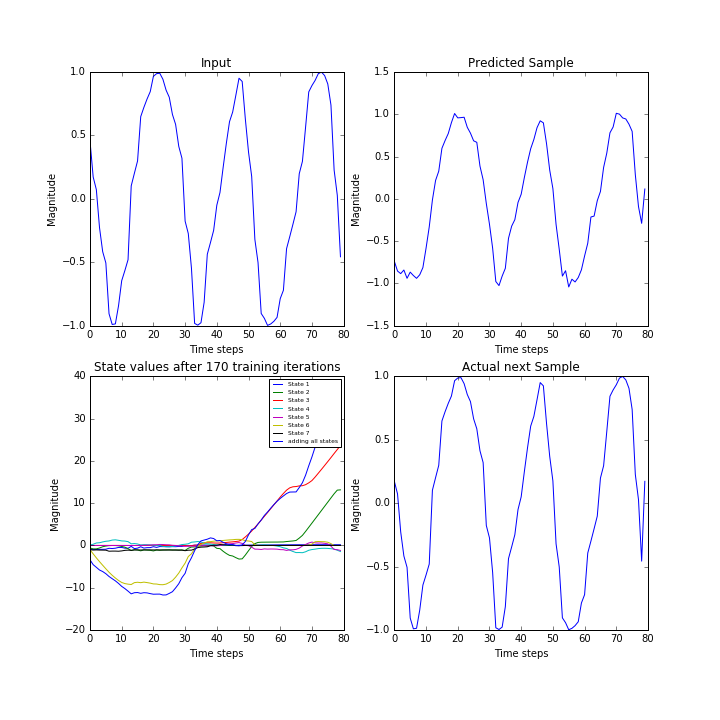 Input
Magnitude
1.0
0.5
0.0
−0.5
−1.0
0 10 20 30 40 50 60 70 80
Time steps
Predicted Sample
Magnitude
1.5
1.0
0.5
0.0
−0.5
−1.0
−1.5
0 10 20 30 40 50 60 70 80
Time steps
State values after 170 training iterations
Magnitude
40
30
20
10
0
−10
−20
0 10 20 30 40 50 60 70 80
Time steps
State 1
State 2
State 3
State 4
State 5
State 6
State 7
adding all states
Actual next Sample
Magnitude
1.0
0.5
0.0
−0.5
−1.0
0 10 20 30 40 50 60 70 80
Time steps